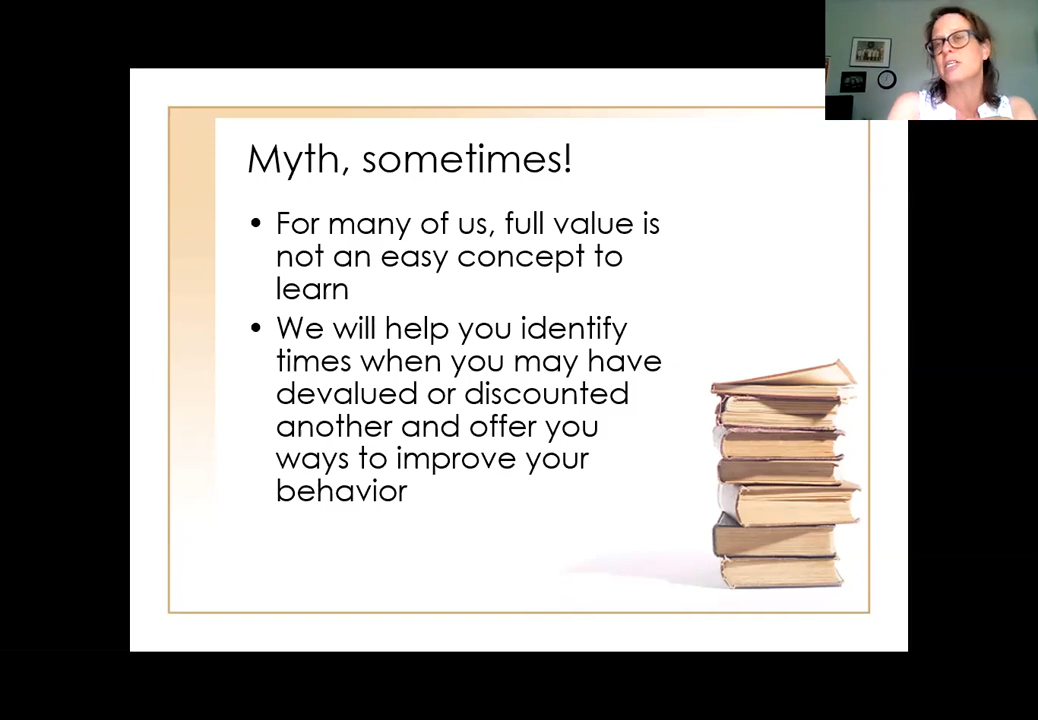 Myth, sometimes!
• For many of us, full value is
not an easy concept to
learn
• We will help you identify
times when you may have
devalued or discounted
another and offer you
ways to improve your
behavior